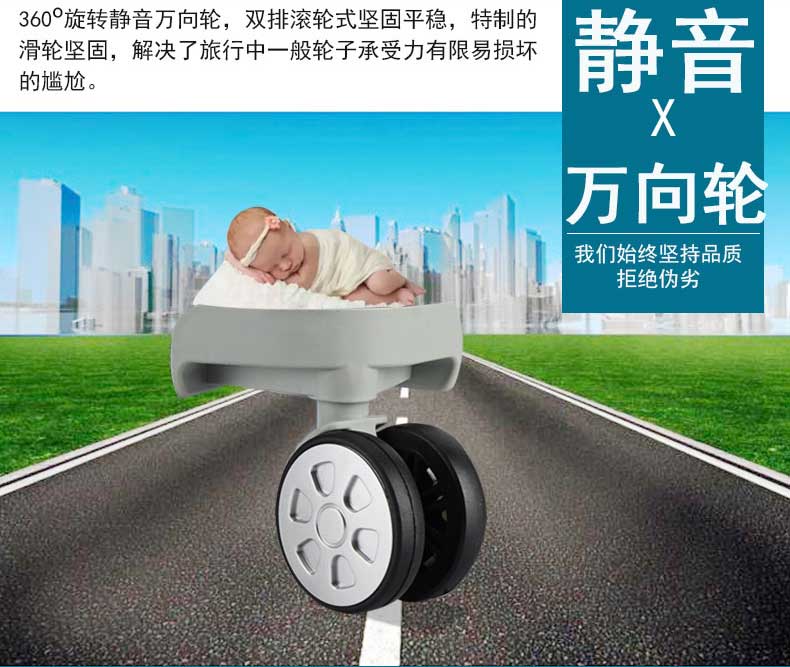 360°旋转静音万向轮，双排滚轮式坚固平稳，特制的
滑轮坚固，解决了旅行中一般轮子承受力有限易损坏
的尴尬。
静音
X
万向轮
我们始终坚持品质
拒绝伪劣